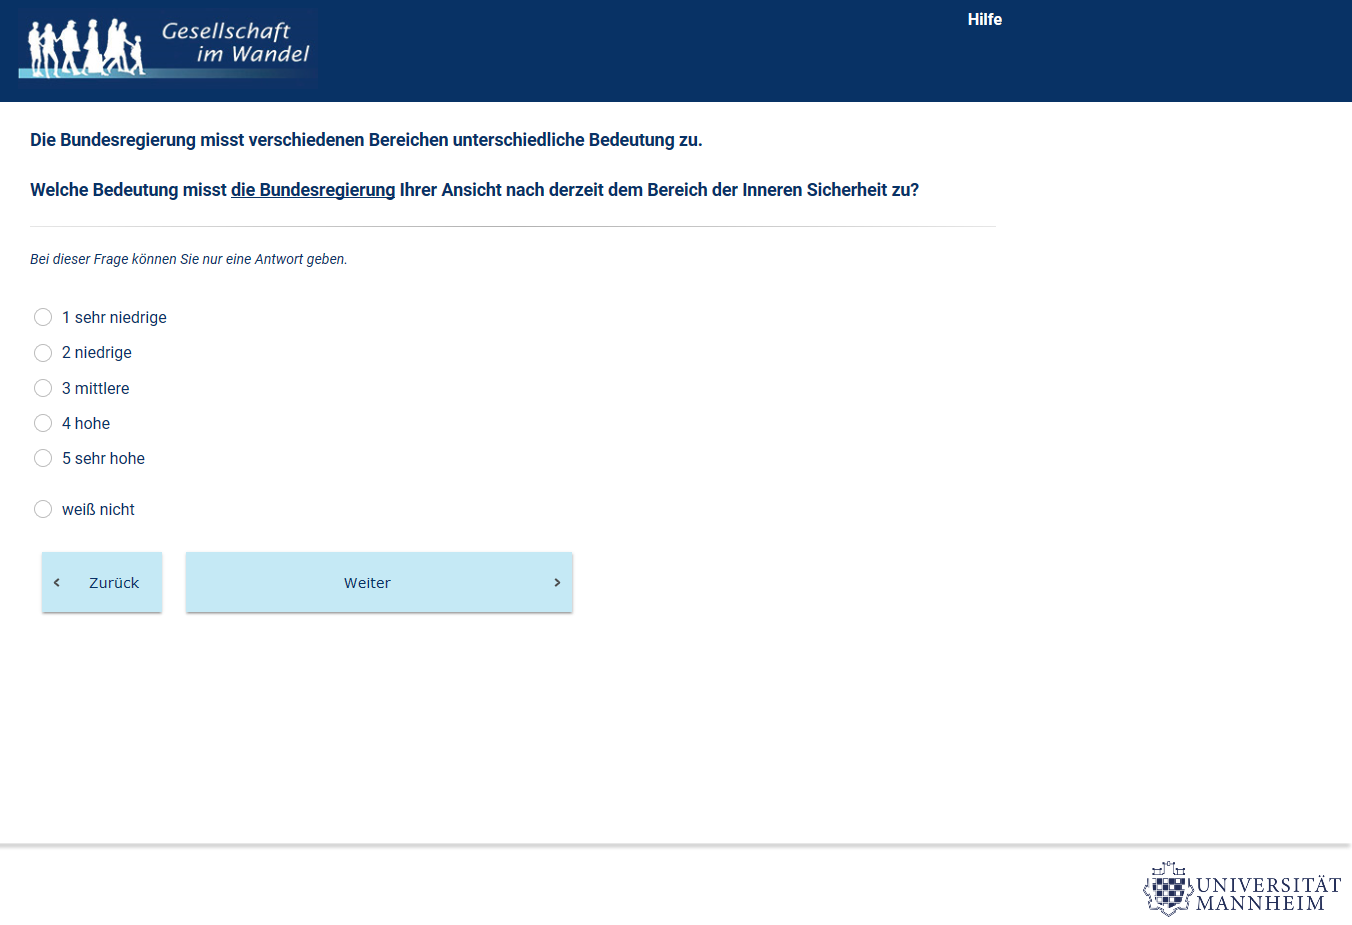 Gesellschaft
im Wandel
Hilfe
Die Bundesregierung misst verschiedenen Bereichen unterschiedliche Bedeutung zu.
Welche Bedeutung misst die Bundesregierung Ihrer Ansicht nach derzeit dem Bereich der Inneren Sicherheit zu?
Bei dieser Frage können Sie nur eine Antwort geben.
1 sehr niedrige
2 niedrige
3 mittlere
4 hohe
5 sehr hohe
weiß nicht
Zurück
Weiter
UNIVERSITÄT
MANNHEIM